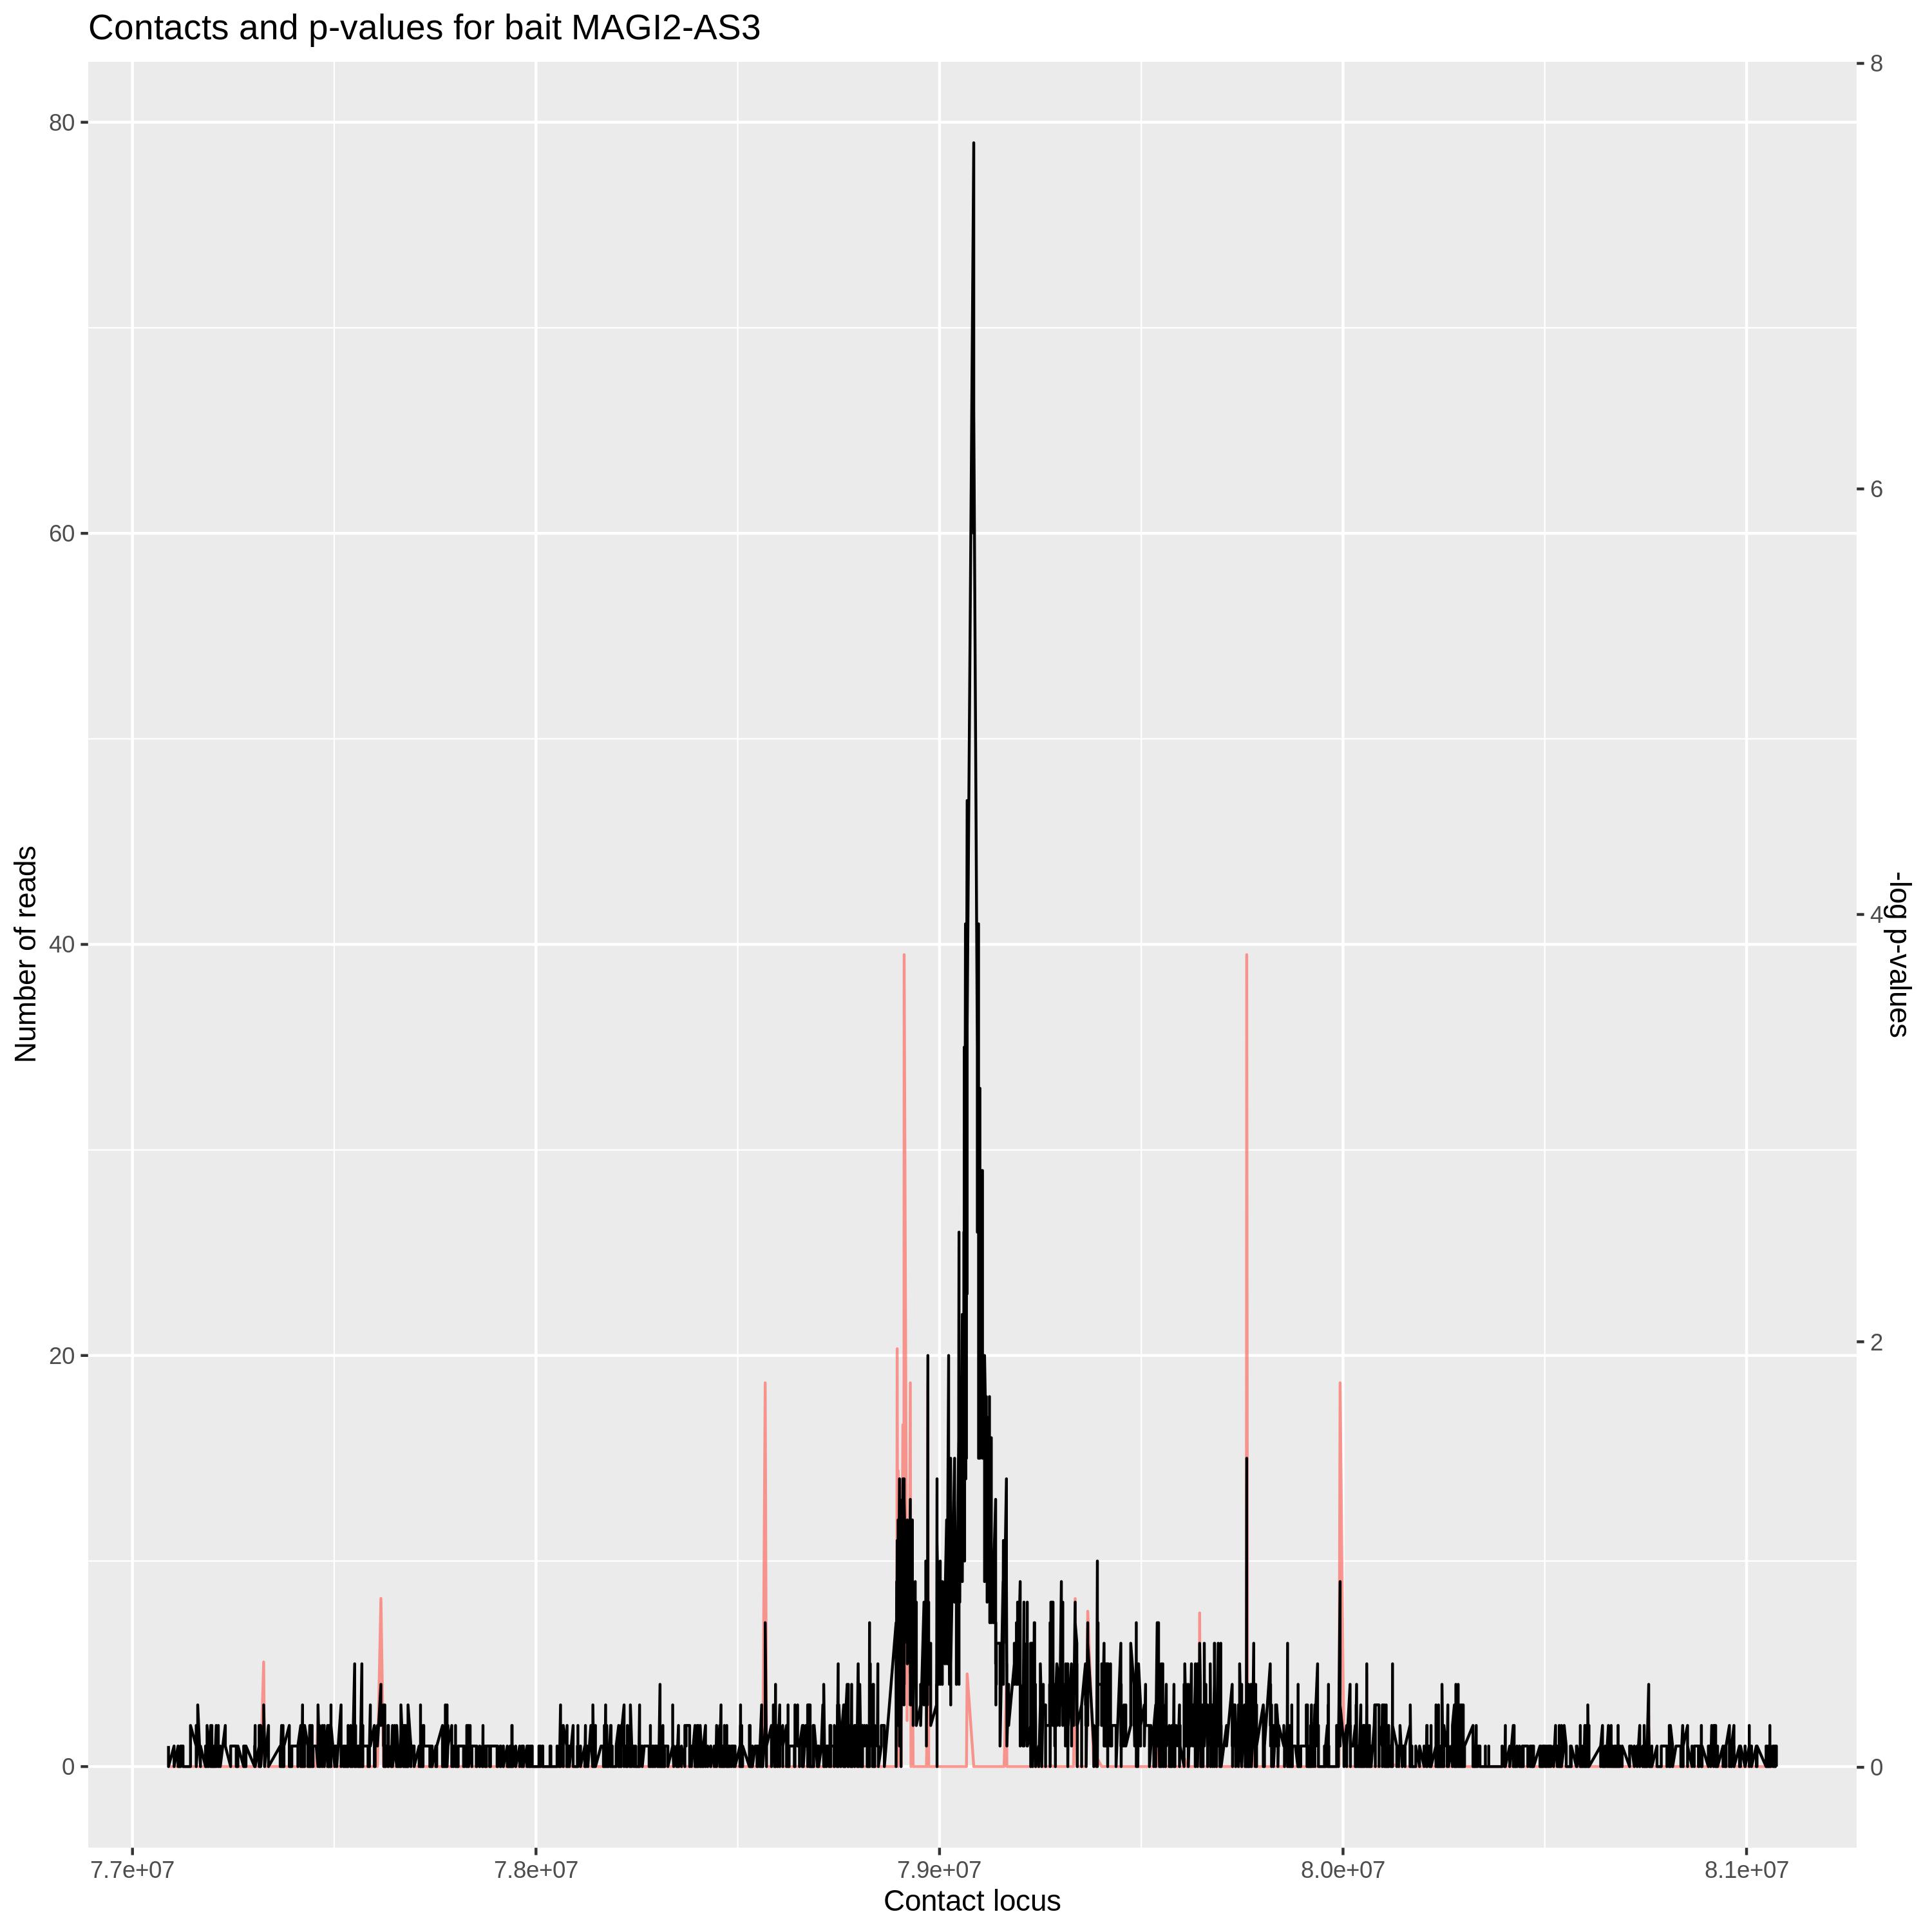 Contacts and p-values for bait MAGI2-AS3
8
80
6
60
Number of reads
-log p-values
4
40
2
20
0
0
7.7e+07 7.8e+07 7.9e+07 8.0e+07 8.1e+07
Contact locus